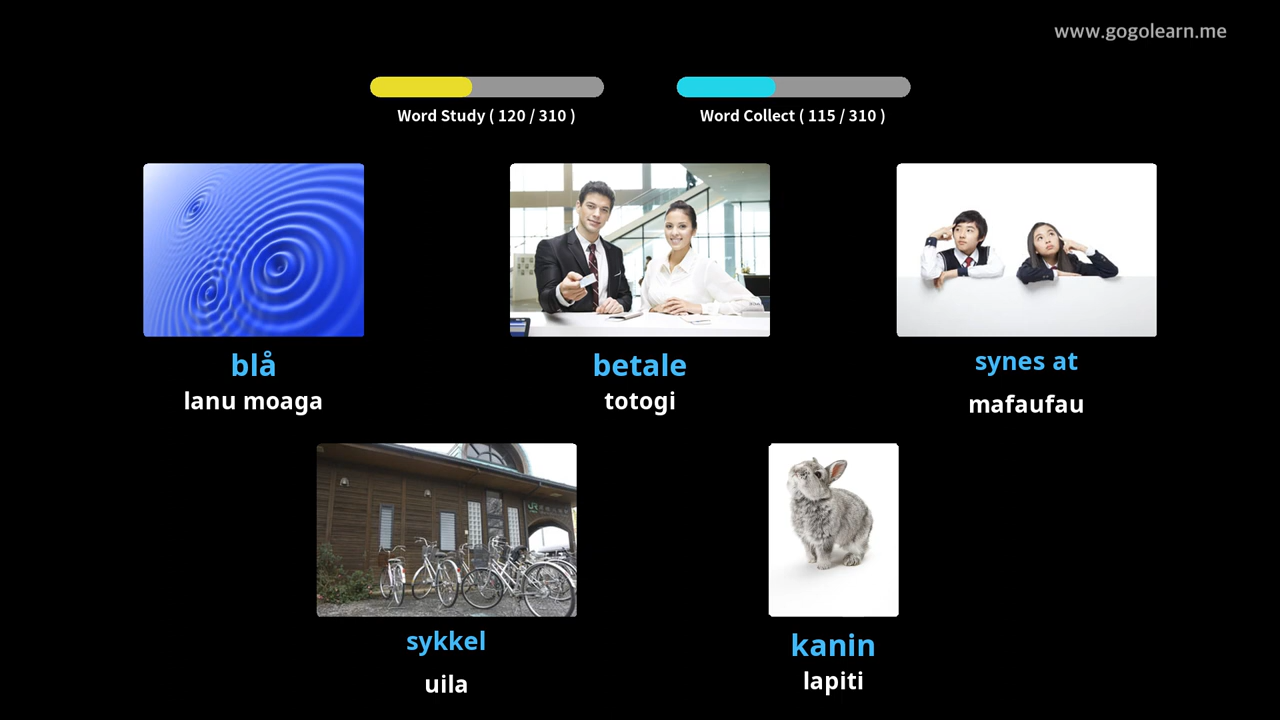 www.gogolearn.me
Word Study ( 120 / 310 )
Word Collect ( 115 / 310 )
blå
lanu moaga
betale
totogi
synes at
mafaufau
sykkel
uila
kanin
lapiti